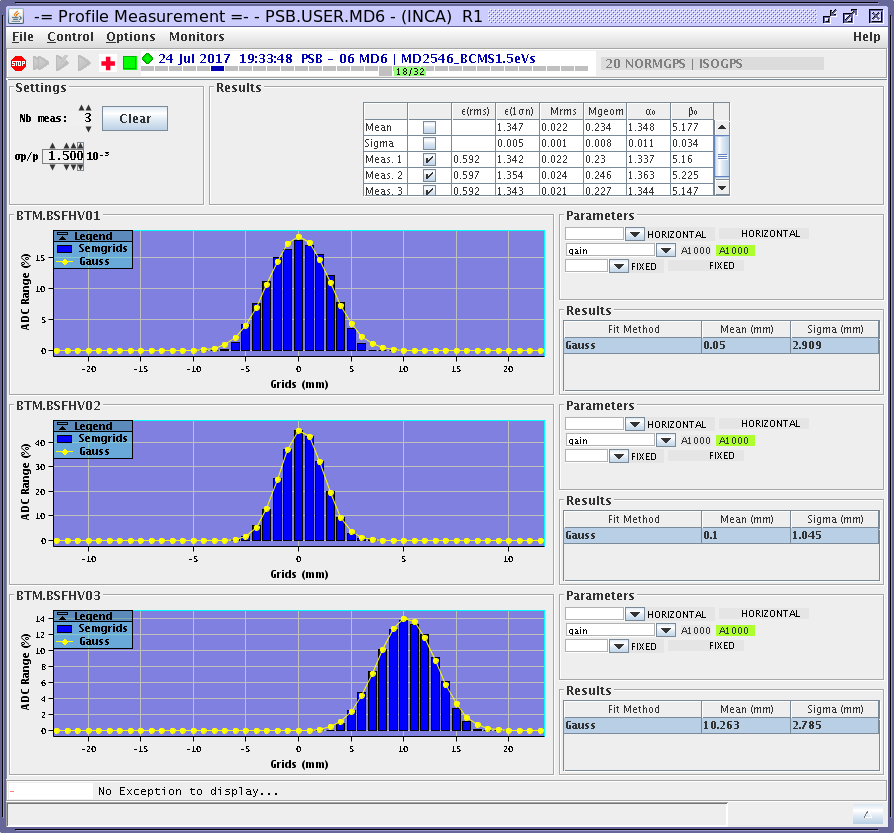 -= Profile Measurement =- - PSB.USER.MD6 - (INCA) R1
File Control Options Monitors Help
STOP 24 Jul 2017 19:33:48 PSB - 06 MD6 | MD2546_BCMS1.5eVs 20 NORMGPS | ISOGPS
18/32
Settings
Nb meas: 3 Clear
σp/p 1.500 10⁻³
Results
ε(rms) ε(1σn) Mrms Mgeom α₀ β₀
Mean 1.347 0.022 0.234 1.348 5.177
Sigma 0.005 0.001 0.008 0.011 0.034
Meas. 1 0.592 1.342 0.022 0.23 1.337 5.16
Meas. 2 0.597 1.354 0.024 0.246 1.363 5.225
Meas. 3 0.592 1.343 0.021 0.227 1.344 5.147
BTM.BSFHV01
Legend
Semgrids
Gauss
ADC Range (%)
15
10
5
0
-20 -15 -10 -5 0 5 10 15 20
Grids (mm)
Parameters
HORIZONTAL HORIZONTAL
gain A1000 A1000
FIXED FIXED
Results
Fit Method Mean (mm) Sigma (mm)
Gauss 0.05 2.909
BTM.BSFHV02
Legend
Semgrids
Gauss
ADC Range (%)
40
30
20
10
0
-10 -5 0 5 10
Grids (mm)
Parameters
HORIZONTAL HORIZONTAL
gain A1000 A1000
FIXED FIXED
Results
Fit Method Mean (mm) Sigma (mm)
Gauss 0.1 1.045
BTM.BSFHV03
Legend
Semgrids
Gauss
ADC Range (%)
14
12
10
8
6
4
2
0
-20 -15 -10 -5 0 5 10 15 20
Grids (mm)
Parameters
HORIZONTAL HORIZONTAL
gain A1000 A1000
FIXED FIXED
Results
Fit Method Mean (mm) Sigma (mm)
Gauss 10.263 2.785
- No Exception to display...